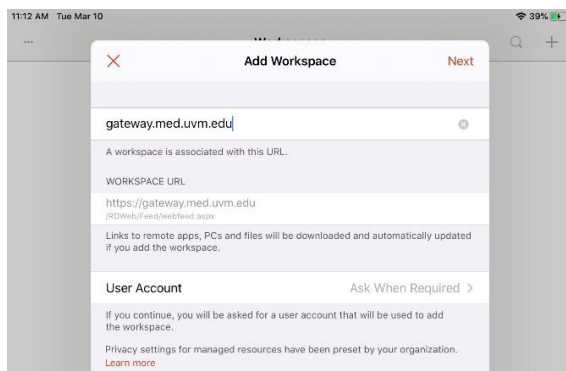 11:12 AM Tue Mar 10
39%
Add Workspace
Next
gateway.med.uvm.edu
A workspace is associated with this URL.
WORKSPACE URL
https://gateway.med.uvm.edu
/RDWeb/Feed/webfeed.aspx
Links to remote apps, PCs and files will be downloaded and automatically updated
if you add the workspace.
User Account
Ask When Required >
If you continue, you will be asked for a user account that will be used to add
the workspace.
Privacy settings for managed resources have been preset by your organization.
Learn more